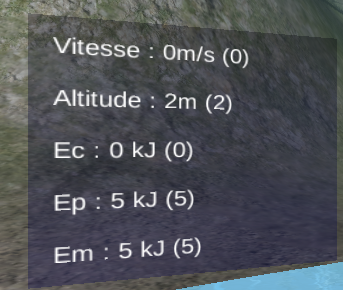 Vitesse : 0m/s (0)
Altitude : 2m (2)
Ec : 0 kJ (0)
Ep : 5 kJ (5)
Em : 5 kJ (5)